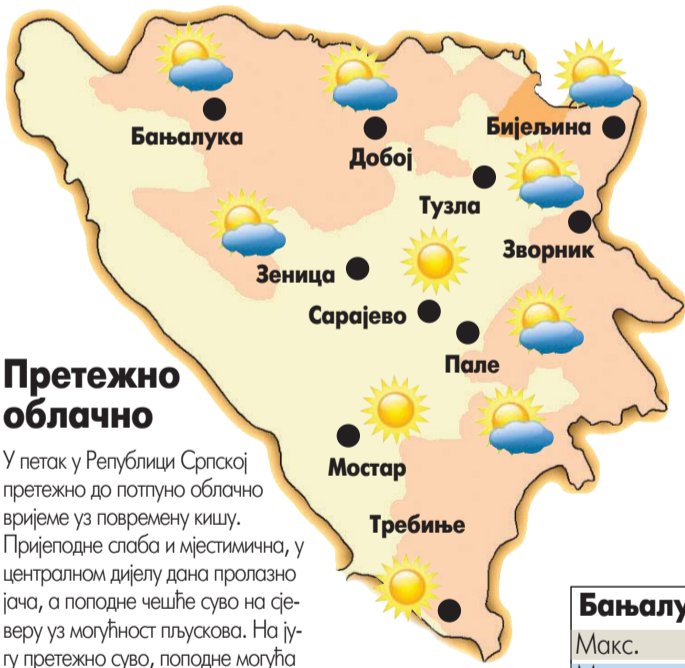 Бањалука
Добој
Бијељина
Тузла
Зворник
Зеница
Сарајево
Пале
Мостар
Требиње
Претежно
облачно
У петак у Републици Српској
претежно до потпуно облачно
вријеме уз повремену кишу.
Пријеподне слаба и мјестимична, у
централном дијелу дана пролазно
јача, а поподне чешће суво на сје-
веру уз могућност пљускова. На ју-
гу претежно суво, поподне могућа
Бањалу
Макс.